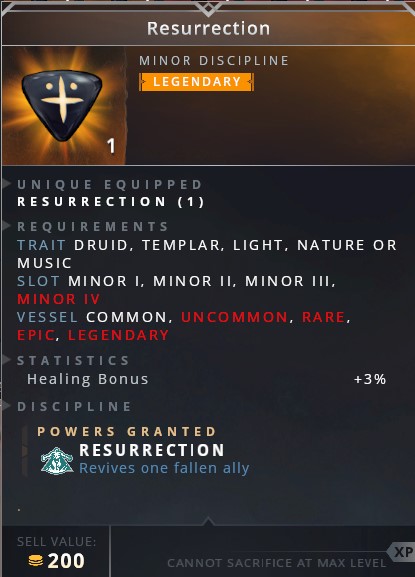 Resurrection
MINOR DISCIPLINE
LEGENDARY
1
UNIQUE EQUIPPED
RESURRECTION (1)
REQUIREMENTS
TRAIT DRUID, TEMPLAR, LIGHT, NATURE OR
MUSIC
SLOT MINOR I, MINOR II, MINOR III,
MINOR IV
VESSEL COMMON, UNCOMMON, RARE,
EPIC, LEGENDARY
STATISTICS
Healing Bonus +3%
DISCIPLINE
POWERS GRANTED
RESURRECTION
Revives one fallen ally
.
SELL VALUE:
200
XP
CANNOT SACRIFICE AT MAX LEVEL